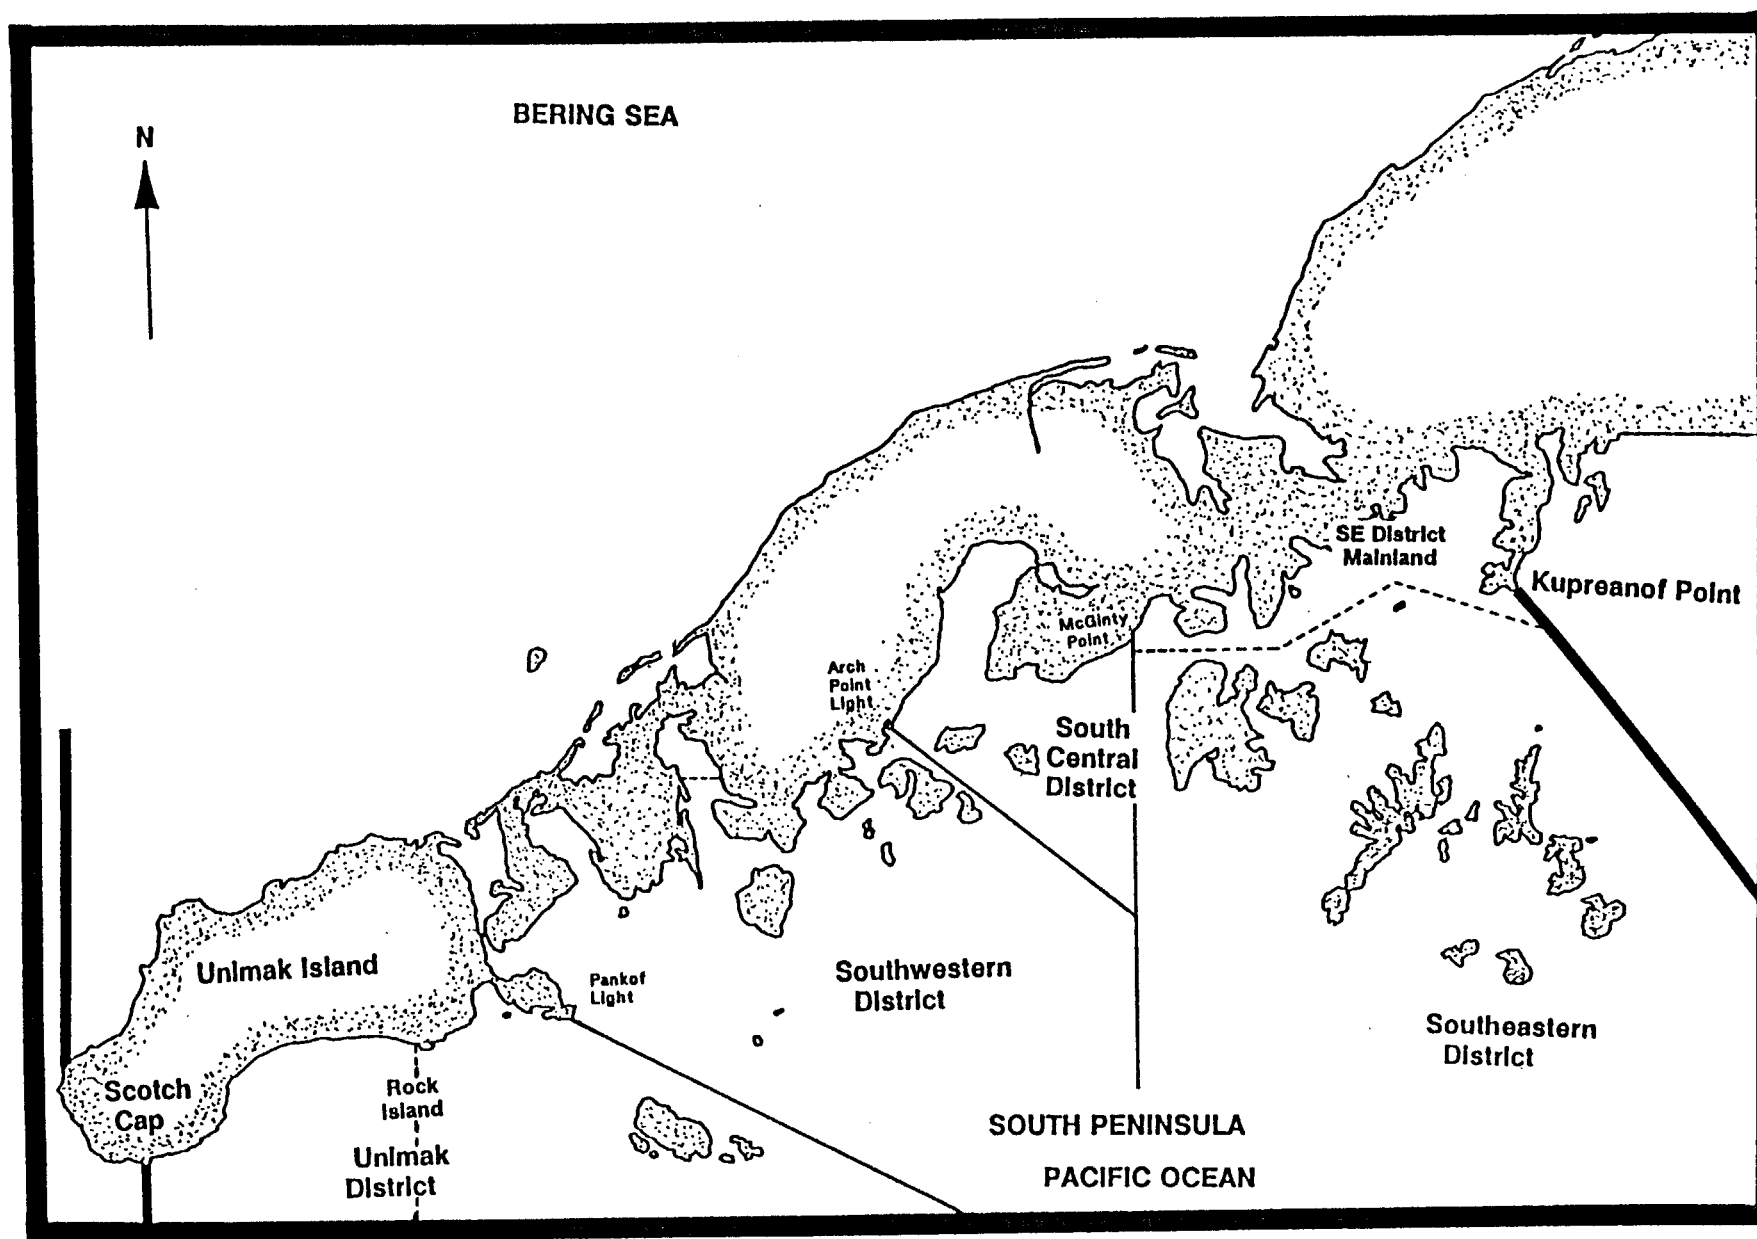 BERING SEA
N
SE District
Mainland
Kupreanof Point
McGinty
Point
Arch
Point
Light
South
Central
District
Unimak Island
Pankof
Light
Southwestern
District
Southeastern
District
Scotch
Cap
Rock
Island
Unimak
District
SOUTH PENINSULA
PACIFIC OCEAN